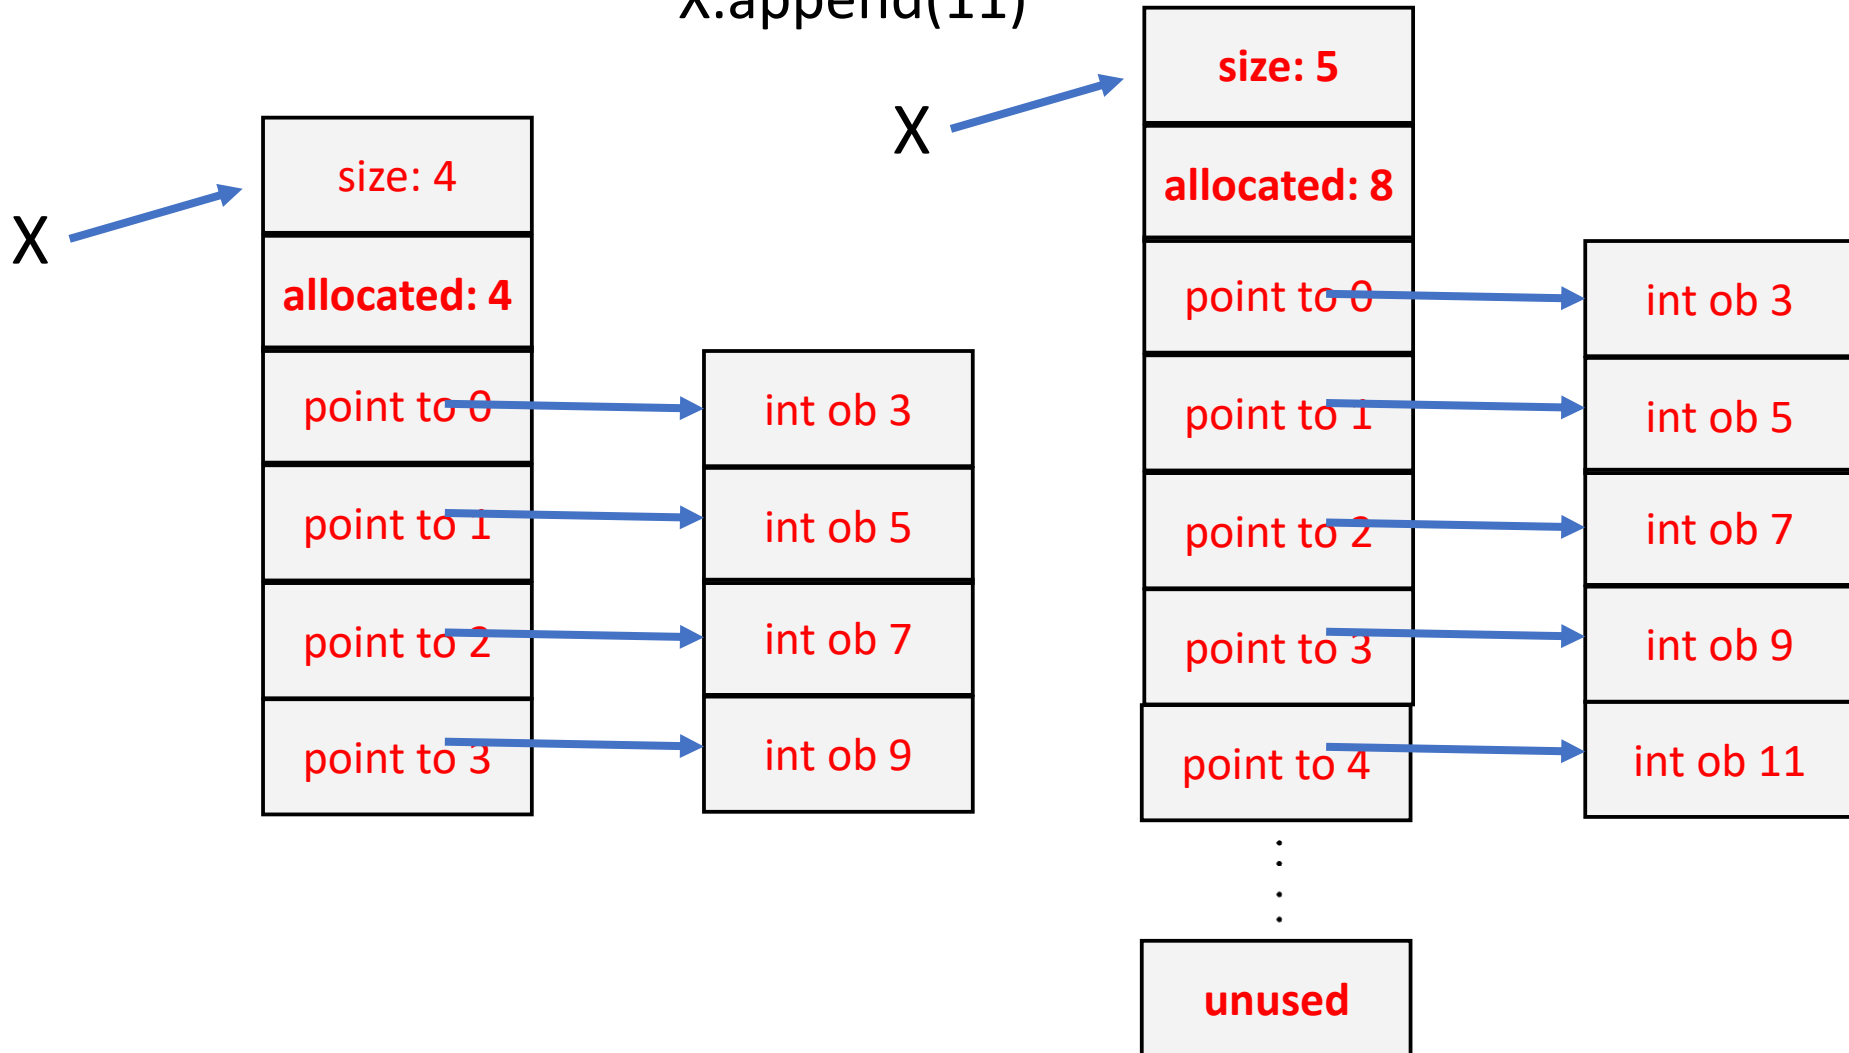 X.append(11)
X
size: 4
allocated: 4
point to 0
point to 1
point to 2
point to 3
int ob 3
int ob 5
int ob 7
int ob 9
X
size: 5
allocated: 8
point to 0
point to 1
point to 2
point to 3
point to 4
unused
int ob 3
int ob 5
int ob 7
int ob 9
int ob 11